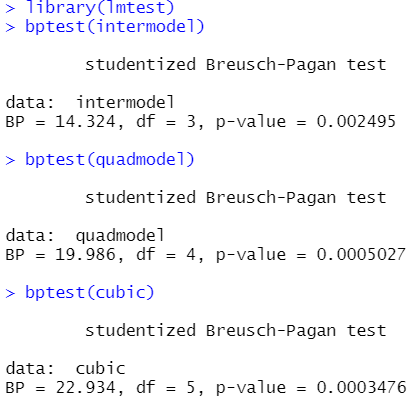 > library(lmtest)
> bptest(intermodel)
studentized Breusch-Pagan test
data: intermodel
BP = 14.324, df = 3, p-value = 0.002495
> bptest(quadmodel)
studentized Breusch-Pagan test
data: quadmodel
BP = 19.986, df = 4, p-value = 0.0005027
> bptest(cubic)
studentized Breusch-Pagan test
data: cubic
BP = 22.934, df = 5, p-value = 0.0003476